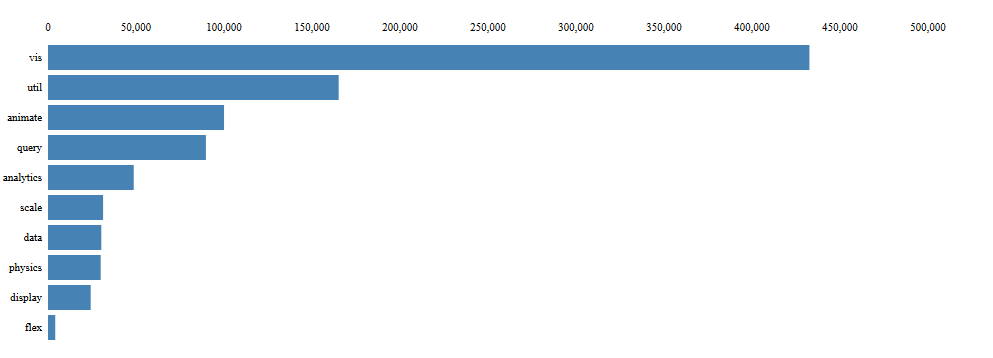 0 50,000 100,000 150,000 200,000 250,000 300,000 350,000 400,000 450,000 500,000
vis
util
animate
query
analytics
scale
data
physics
display
flex